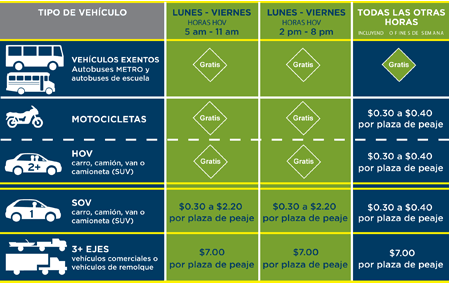 TIPO DE VEHÍCULO
LUNES - VIERNES
HORAS HOV
5 am - 11 am
LUNES - VIERNES
HORAS HOV
2 pm - 8 pm
TODAS LAS OTRAS
HORAS
INCLUYENDO OFINES DE SEMANA
VEHÍCULOS EXENTOS
Autobuses METRO y
autobuses de escuela
Gratis
Gratis
Gratis
MOTOCICLETAS
Gratis
Gratis
$0.30 a $0.40
por plaza de peaje
2+
HOV
carro, camión, van o
camioneta (SUV)
Gratis
Gratis
$0.30 a $0.40
por plaza de peaje
1
SOV
carro, camión, van o
camioneta (SUV)
$0.30 a $2.20
por plaza de peaje
$0.30 a $2.20
por plaza de peaje
$0.30 a $0.40
por plaza de peaje
3+ EJES
vehículos comerciales o
vehículos de remolque
$7.00
por plaza de peaje
$7.00
por plaza de peaje
$7.00
por plaza de peaje